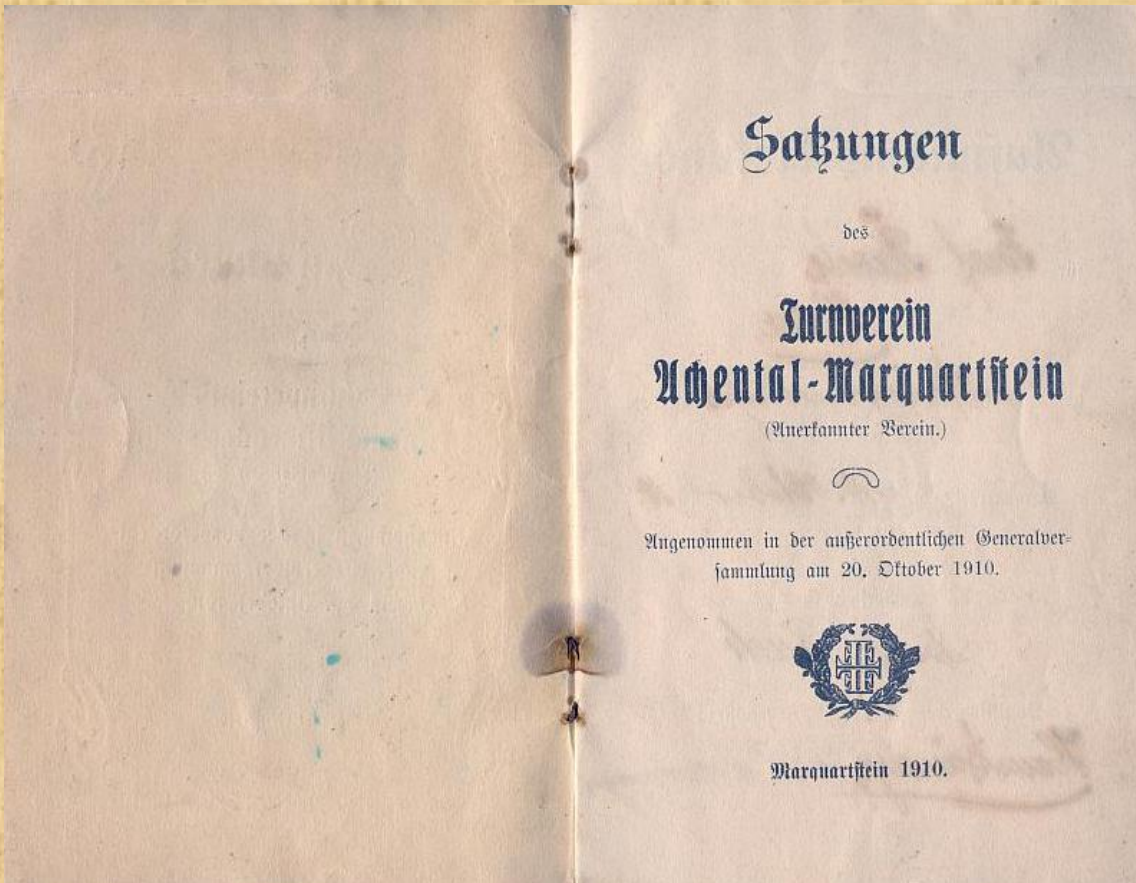 Satzungen
des
Turnverein
Achental-Marquartstein
(Anerkannter Verein.)
Angenommen in der außerordentlichen Generalver-
sammlung am 20. Oktober 1910.
FFFF
Marquartstein 1910.